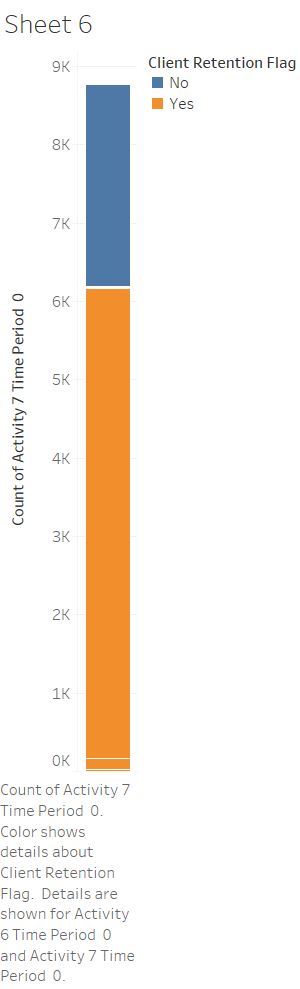 Sheet 6
Client Retention Flag
No
Yes
9K
8K
7K
6K
5K
4K
3K
2K
1K
0K
Count of Activity 7 Time Period 0
Count of Activity 7
Time Period 0.
Color shows
details about
Client Retention
Flag. Details are
shown for Activity
6 Time Period 0
and Activity 7 Time
Period 0.